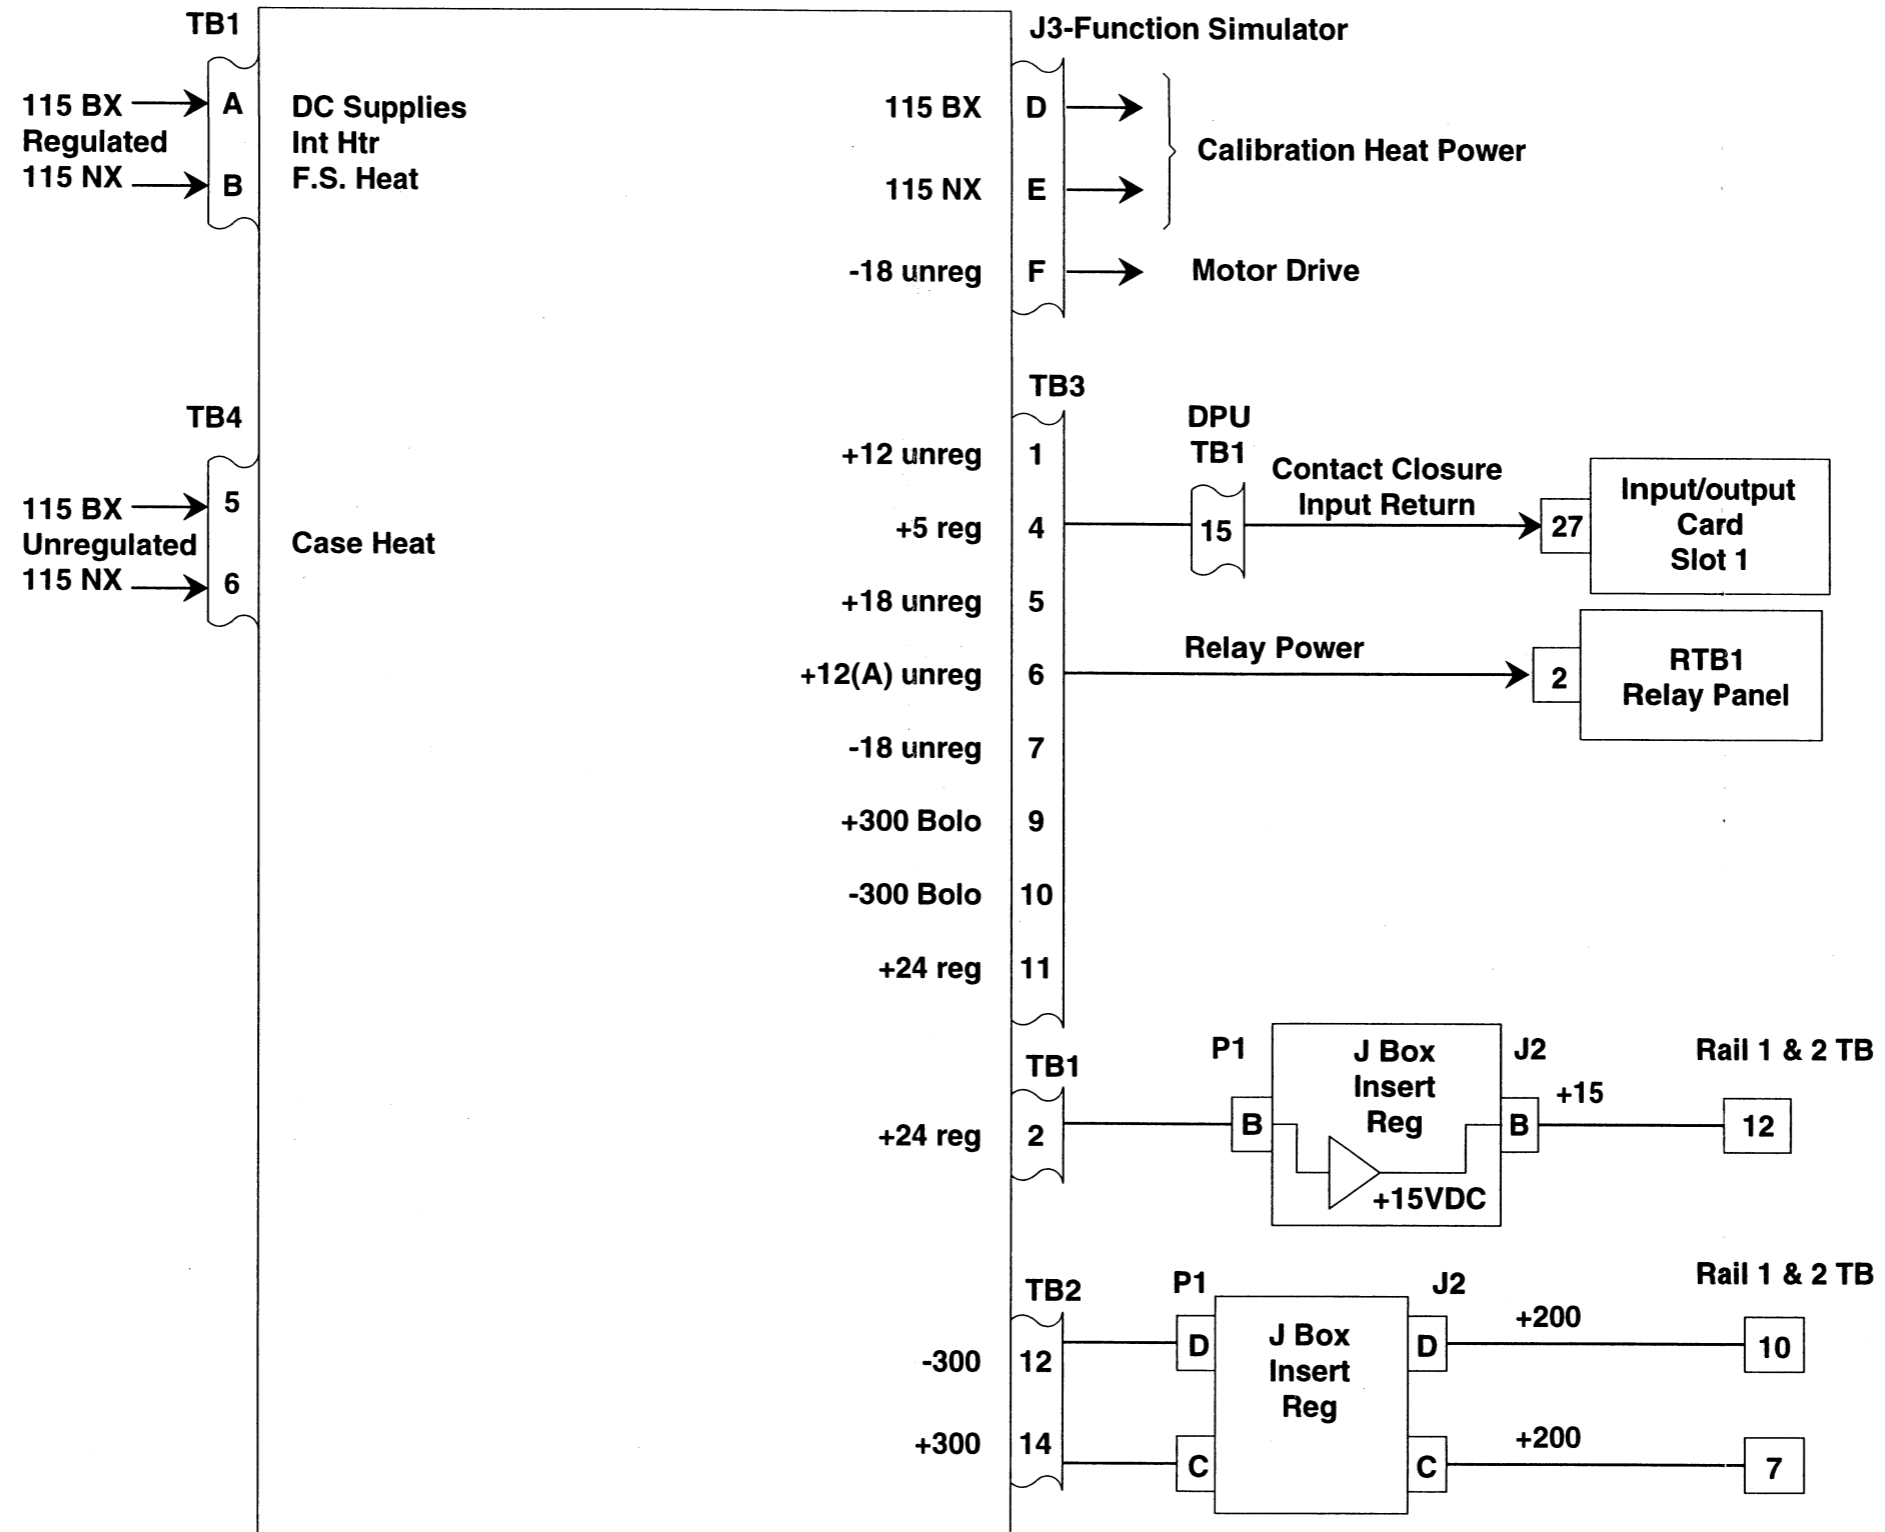 TB1
115 BX
Regulated
115 NX
A
B
DC Supplies
Int Htr
F.S. Heat
J3-Function Simulator
115 BX
D
115 NX
E
Calibration Heat Power
-18 unreg
F
Motor Drive
TB4
115 BX
Unregulated
115 NX
5
6
Case Heat
TB3
+12 unreg
1
+5 reg
4
DPU
TB1
15
Contact Closure
Input Return
27
Input/output
Card
Slot 1
+18 unreg
5
+12(A) unreg
6
Relay Power
2
RTB1
Relay Panel
-18 unreg
7
+300 Bolo
9
-300 Bolo
10
+24 reg
11
TB1
+24 reg
2
P1
B
J Box
Insert
Reg
+15VDC
J2
B
+15
Rail 1 & 2 TB
12
TB2
-300
12
+300
14
P1
D
C
J Box
Insert
Reg
J2
D
C
+200
+200
Rail 1 & 2 TB
10
7